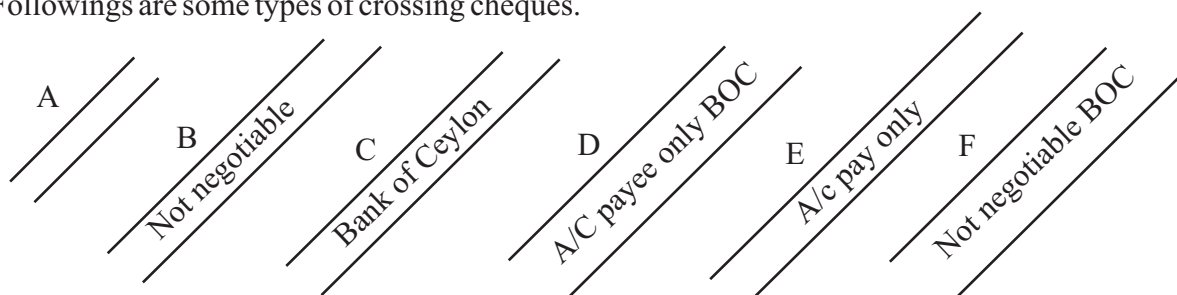 Followings are some types of crossing cheques.
A
B
Not negotiable
C
Bank of Ceylon
D
A/C payee only BOC
E
A/c pay only
F
Not negotiable BOC